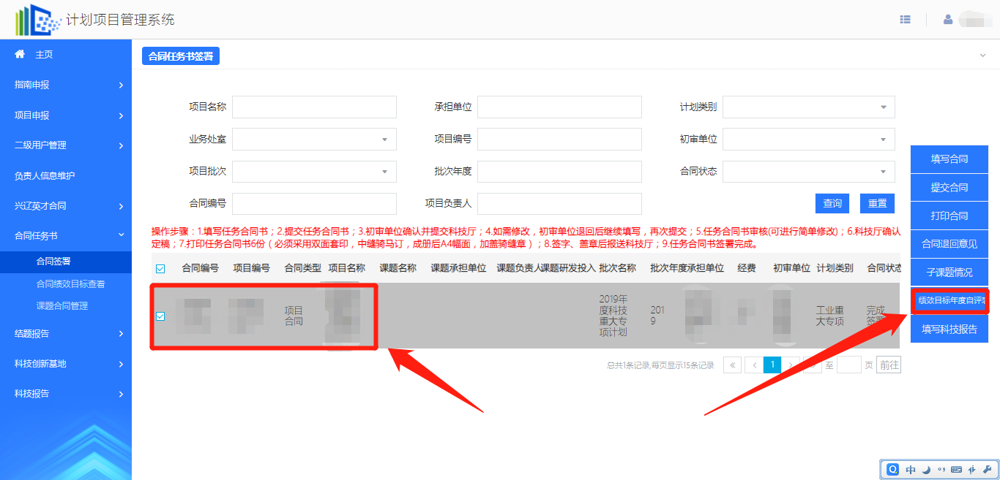 计划项目管理系统
主页
指南申报
项目申报
二级用户管理
负责人信息维护
兴辽英才合同
合同任务书
合同签署
合同绩效目标查看
课题合同管理
结题报告
科技创新基地
科技报告
合同任务书签署
项目名称 承担单位 计划类别
业务处室 项目编号 初审单位
项目批次 批次年度 合同状态
合同编号 项目负责人 查询 重置
操作步骤：1.填写任务合同书；2.提交任务合同书；3.初审单位确认并提交科技厅；4.如需修改，初审单位退回后继续填写，再次提交；5.任务合同书审核(可进行简单修改)；6.科技厅确认
定稿；7.打印任务合同书6份（必须采用双面套印，中缝骑马订，成册后A4幅面，加盖骑缝章）；8.签字、盖章后报送科技厅；9.任务合同书签署完成。
合同编号 项目编号 合同类型 项目名称 课题名称 课题承担单位 课题负责人 课题研发投入 批次名称 批次年度 承担单位 经费 初审单位 计划类别 合同状态
项目
合同
2019年
度科技
重大专
项计划
201
9
工业重
大专项
完成
签署
总共1条记录,每页显示15条记录 « ‹ 1 › 至 页 前往
填写合同
提交合同
打印合同
合同退回意见
子课题情况
绩效目标年度自评
填写科技报告
中